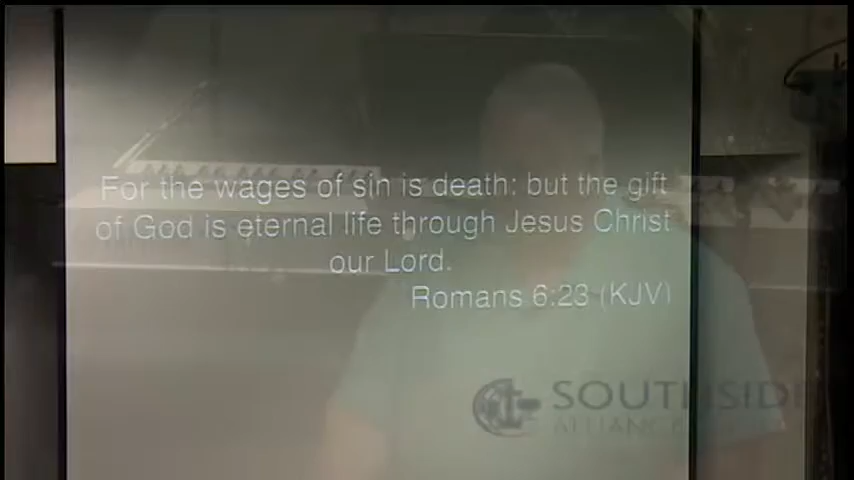 For the wages of sin is death: but the gift
of God is eternal life through Jesus Christ
our Lord.
Romans 6:23 (KJV)
SOUTHSIDE
ALLIANCE